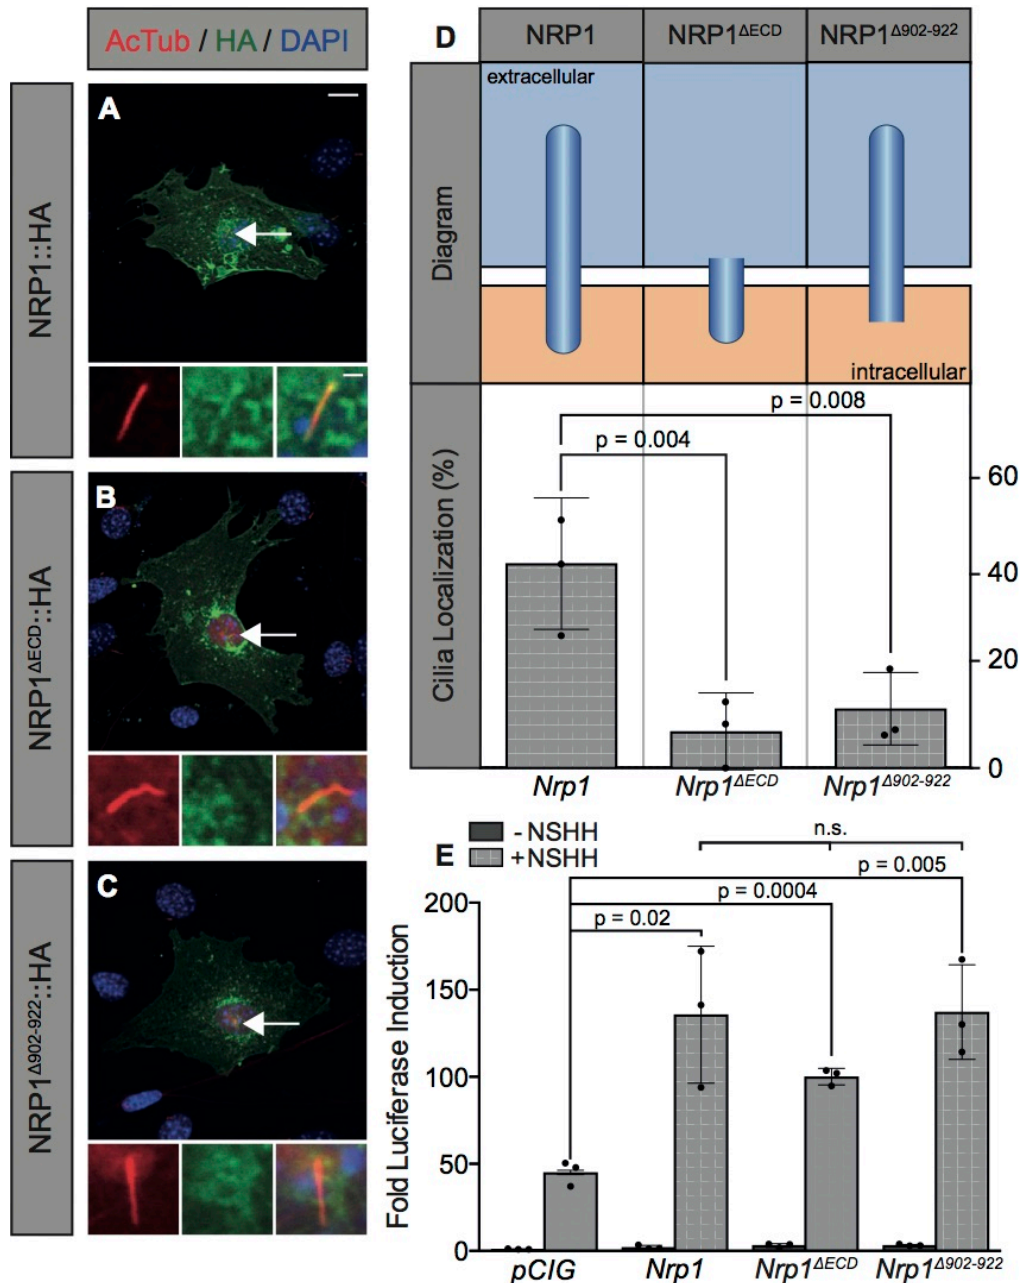 AcTub / HA / DAPI
NRP1::HA
A
NRP1ΔECD::HA
B
NRP1Δ902-922::HA
C
D
NRP1 NRP1ΔECD NRP1Δ902-922
Diagram
extracellular
intracellular
Cilia Localization (%)
p = 0.008
p = 0.004
60
40
20
0
Nrp1 Nrp1ΔECD Nrp1Δ902-922
E
- NSHH
+ NSHH
n.s.
p = 0.005
p = 0.0004
p = 0.02
Fold Luciferase Induction
200
150
100
50
0
pCIG Nrp1 Nrp1ΔECD Nrp1Δ902-922